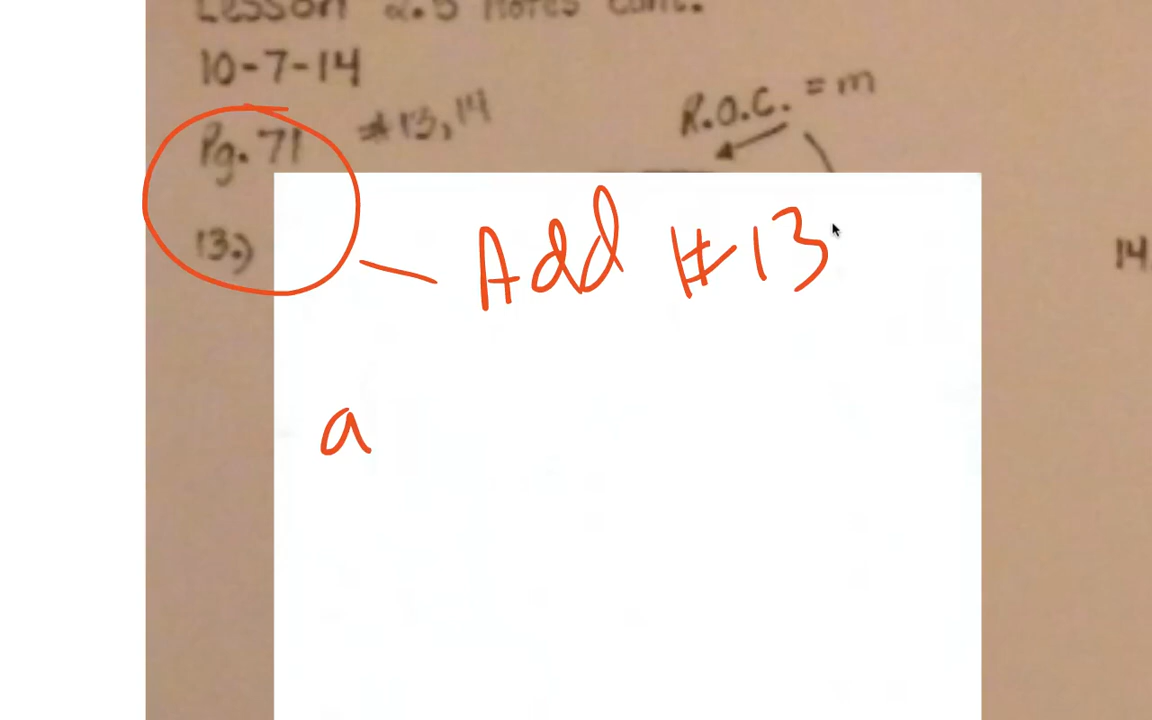 Lesson 2.5 Notes Cont.
10-7-14
Pg. 71 #13,14
R.O.C. = m
13.)
Add #13
14.
a